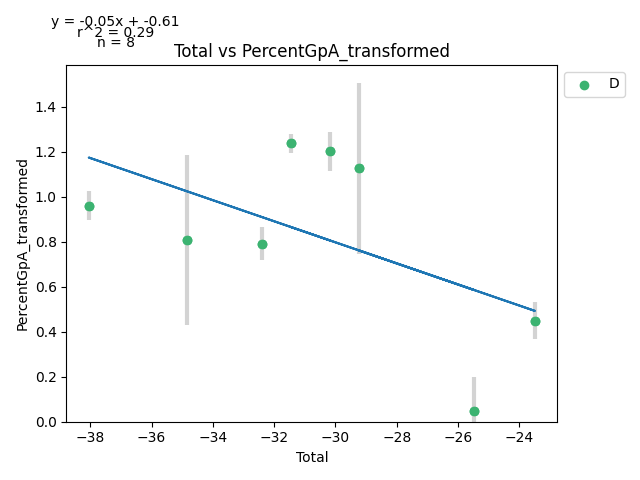 y = -0.05x + -0.61
r^2 = 0.29
n = 8
Total vs PercentGpA_transformed
D
PercentGpA_transformed
1.4
1.2
1.0
0.8
0.6
0.4
0.2
0.0
−38 −36 −34 −32 −30 −28 −26 −24
Total